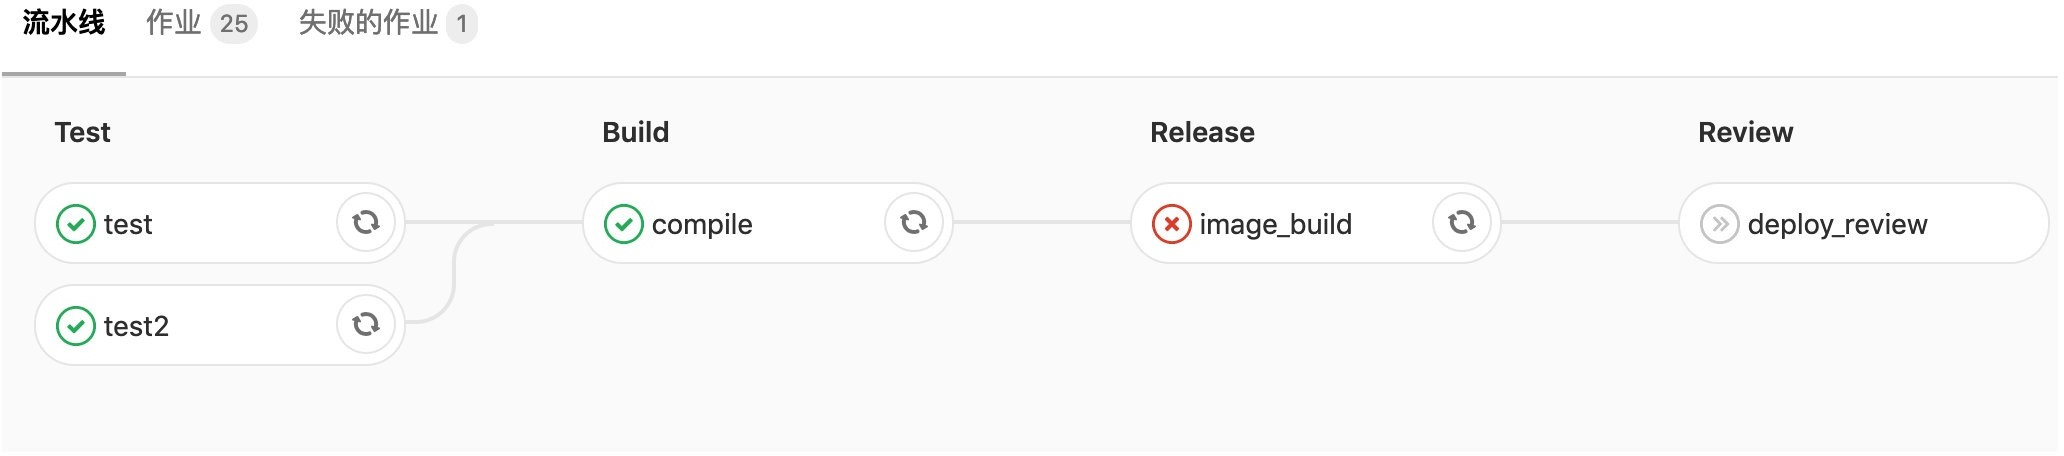 流水线 作业 25 失败的作业 1
Test Build Release Review
test compile image_build deploy_review
test2